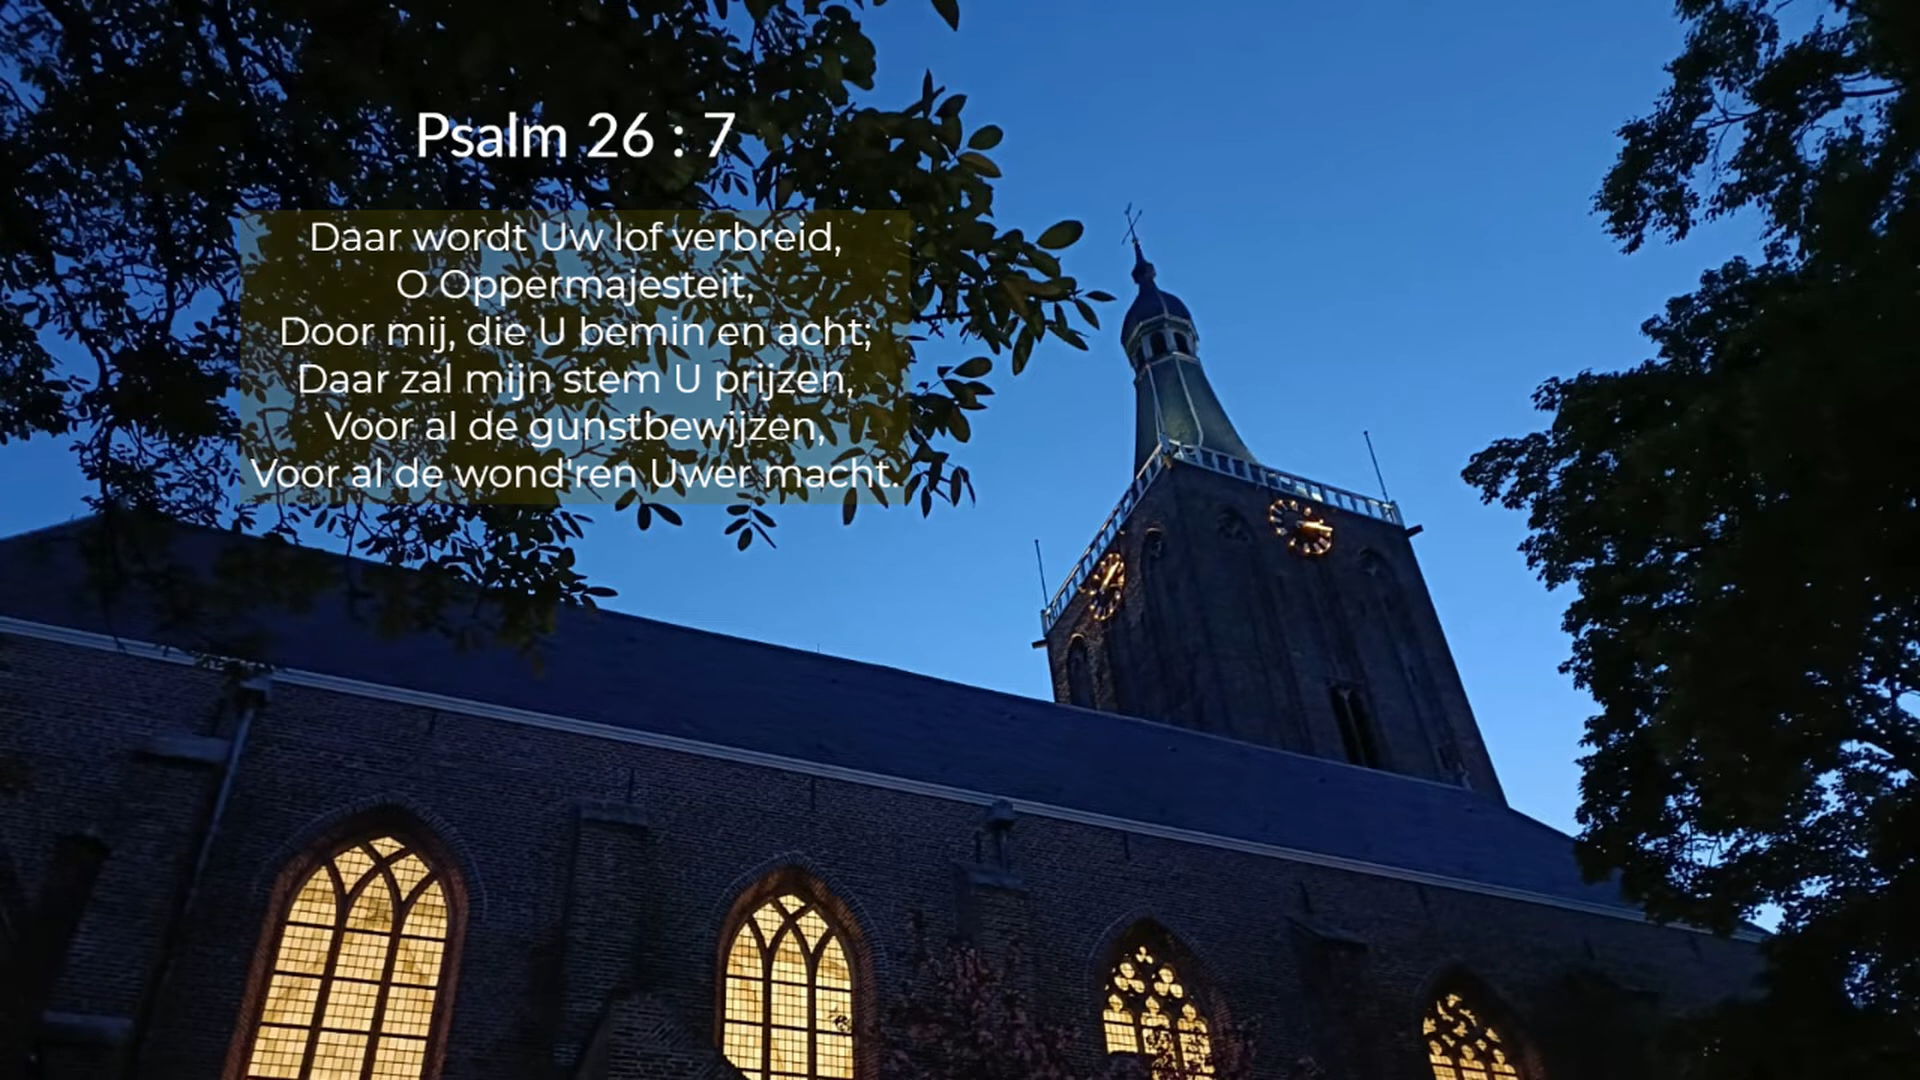 Psalm 26 : 7
Daar wordt Uw lof verbreid,
O Oppermajesteit,
Door mij, die U bemin en acht;
Daar zal mijn stem U prijzen,
Voor al de gunstbewijzen,
Voor al de wond'ren Uwer macht.